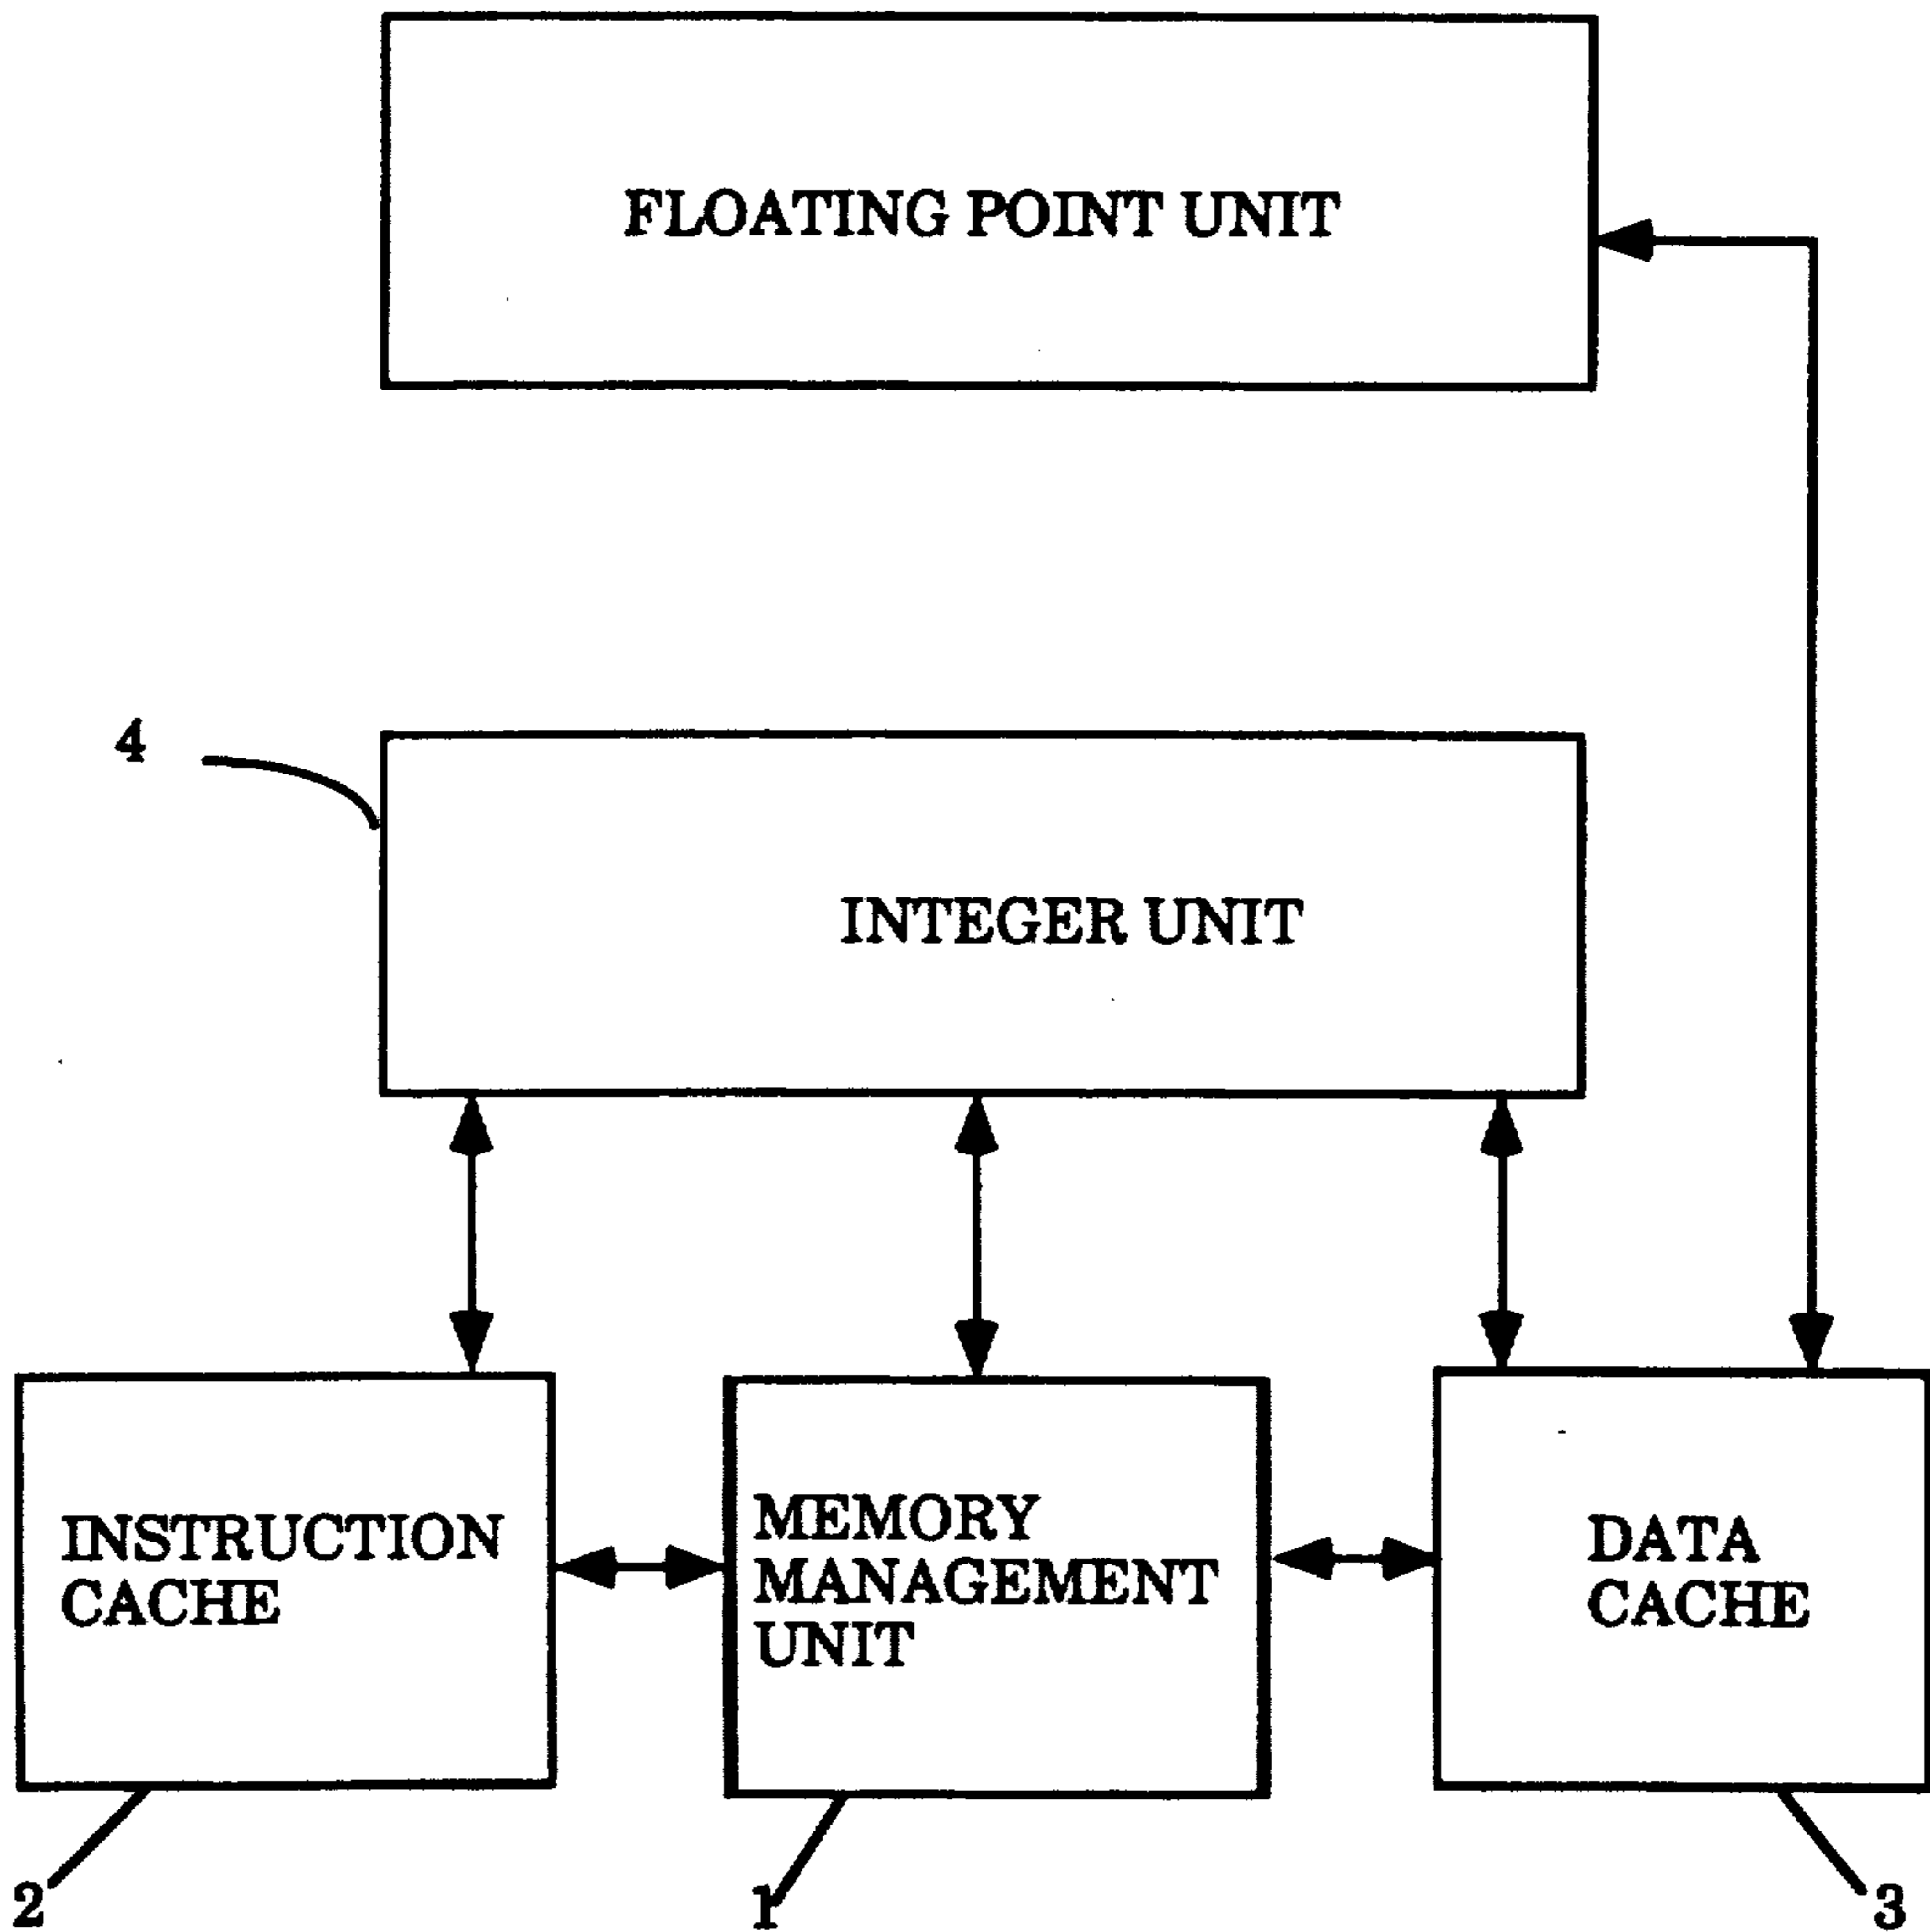 FLOATING POINT UNIT
4
INTEGER UNIT
INSTRUCTION
CACHE
MEMORY
MANAGEMENT
UNIT
DATA
CACHE
2
1
3